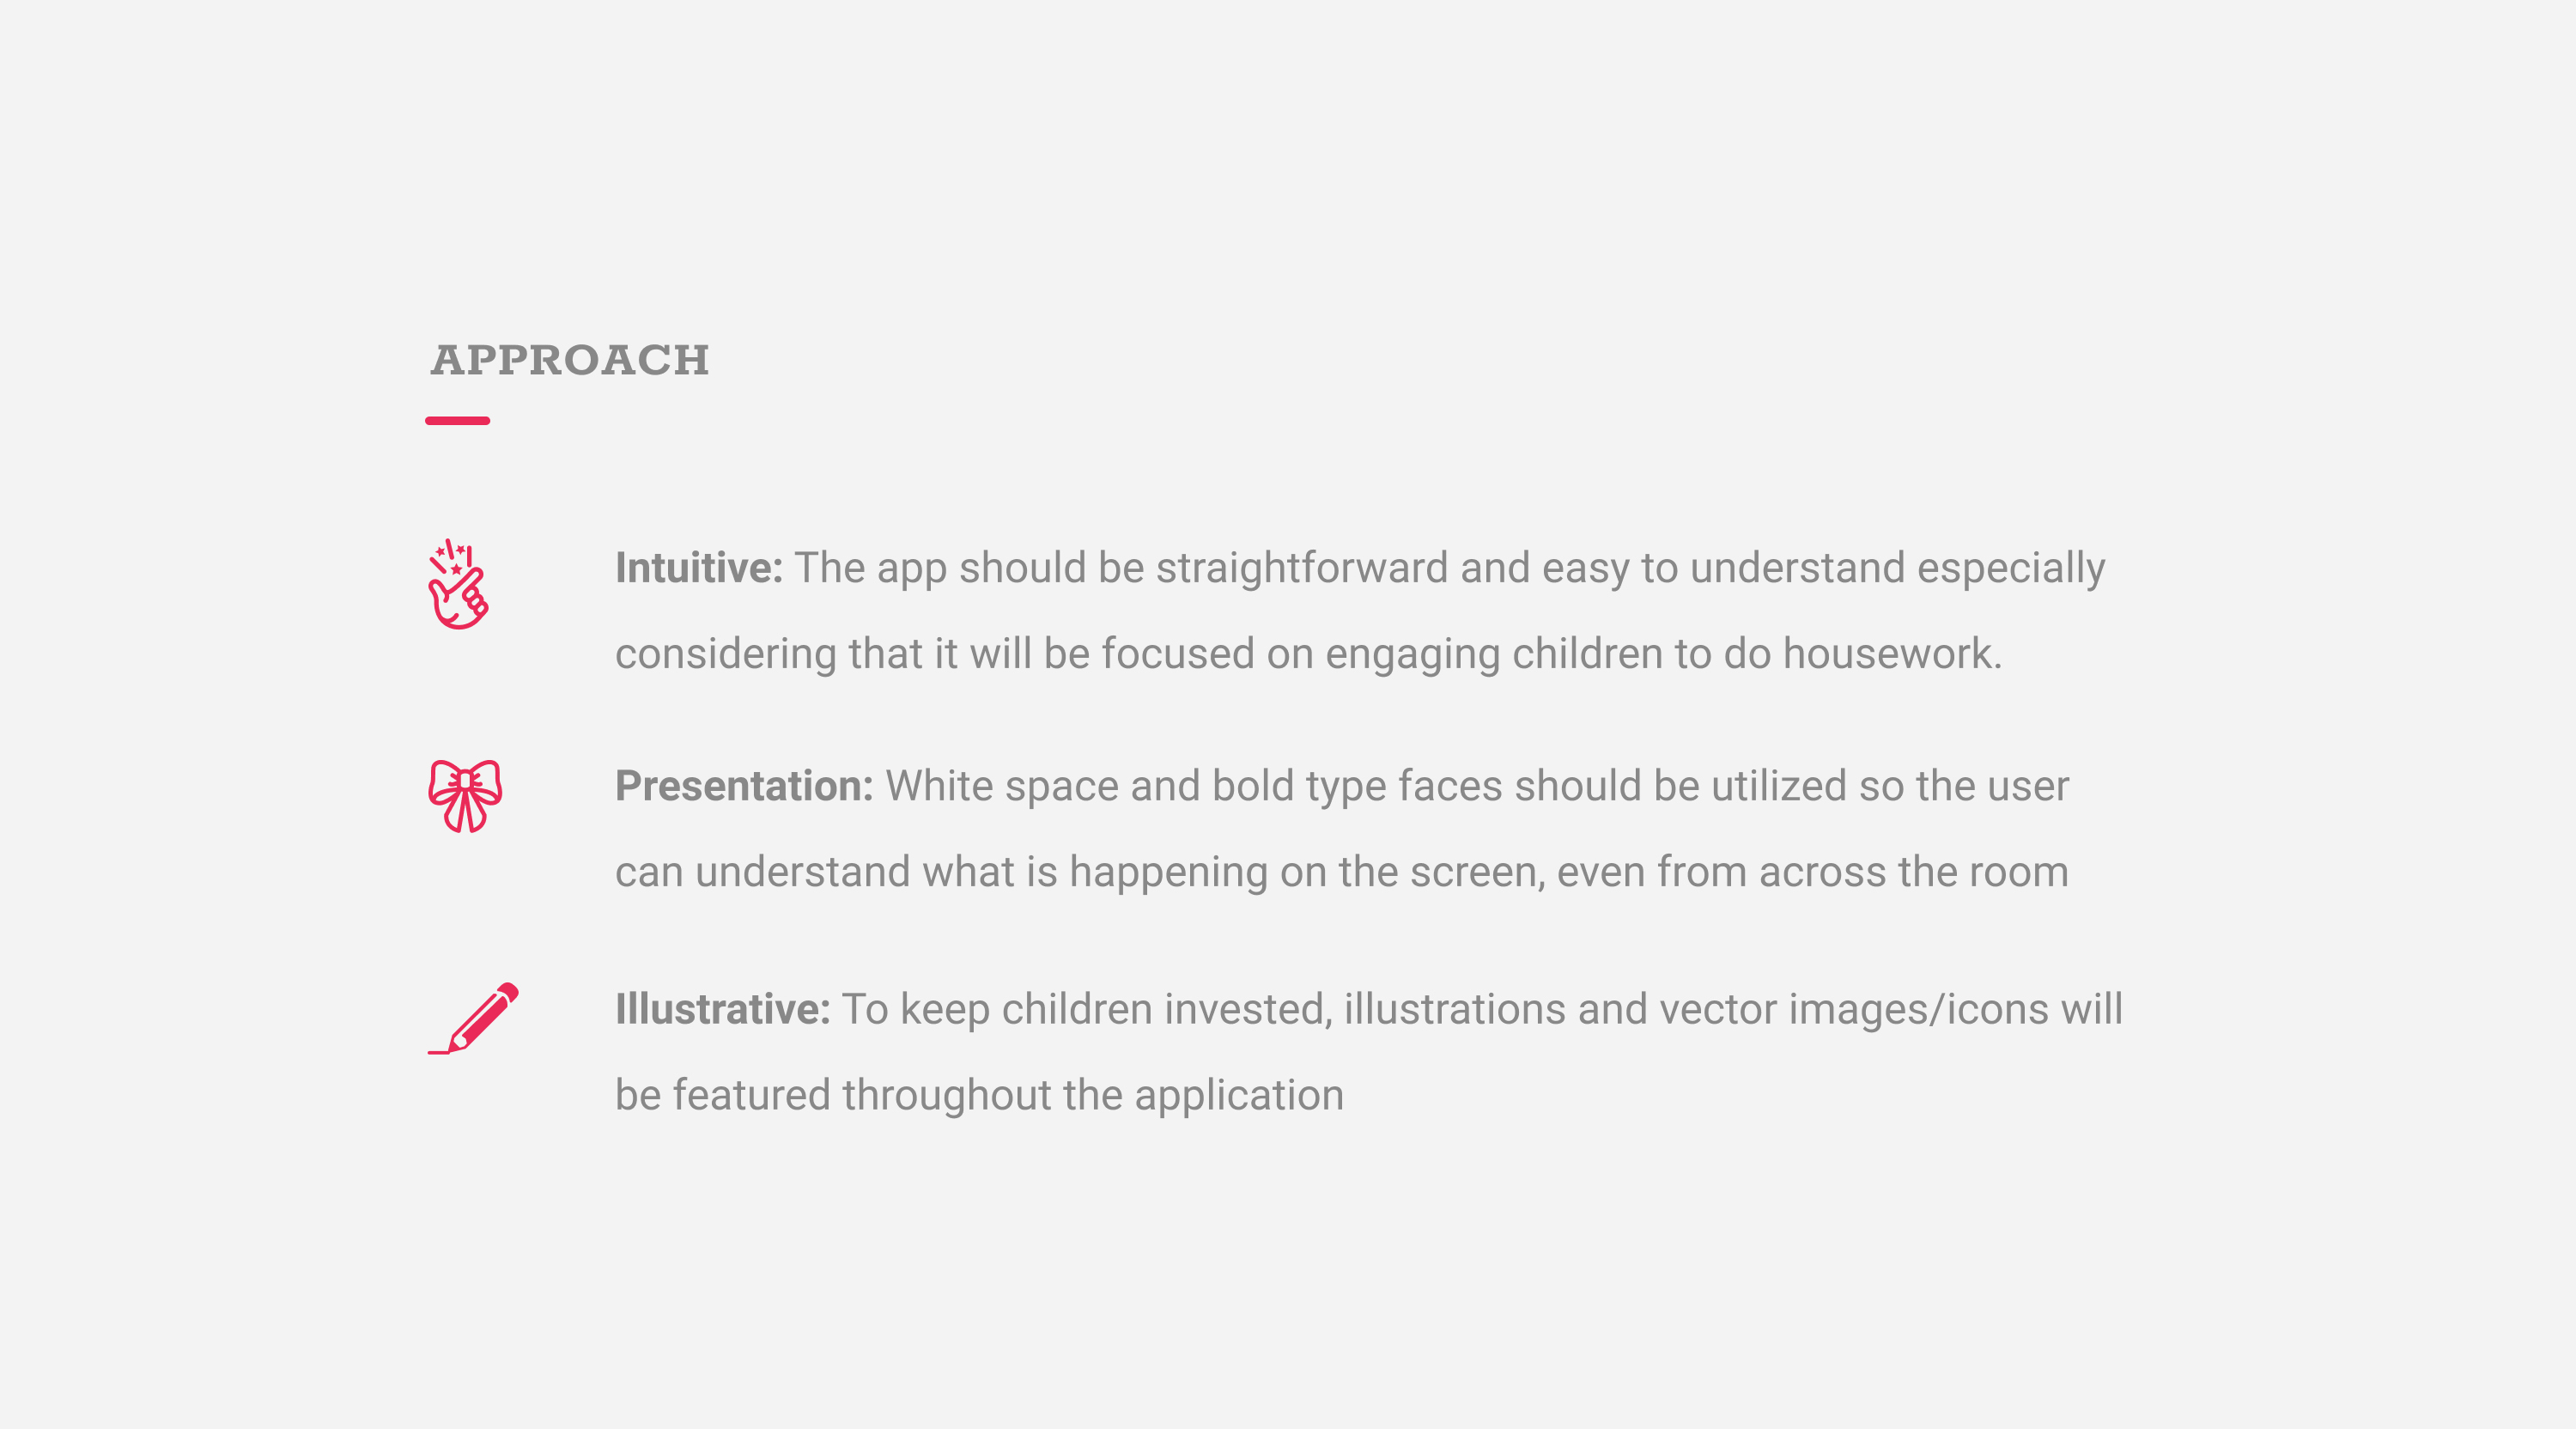 APPROACH
Intuitive: The app should be straightforward and easy to understand especially
considering that it will be focused on engaging children to do housework.
Presentation: White space and bold type faces should be utilized so the user
can understand what is happening on the screen, even from across the room
Illustrative: To keep children invested, illustrations and vector images/icons will
be featured throughout the application